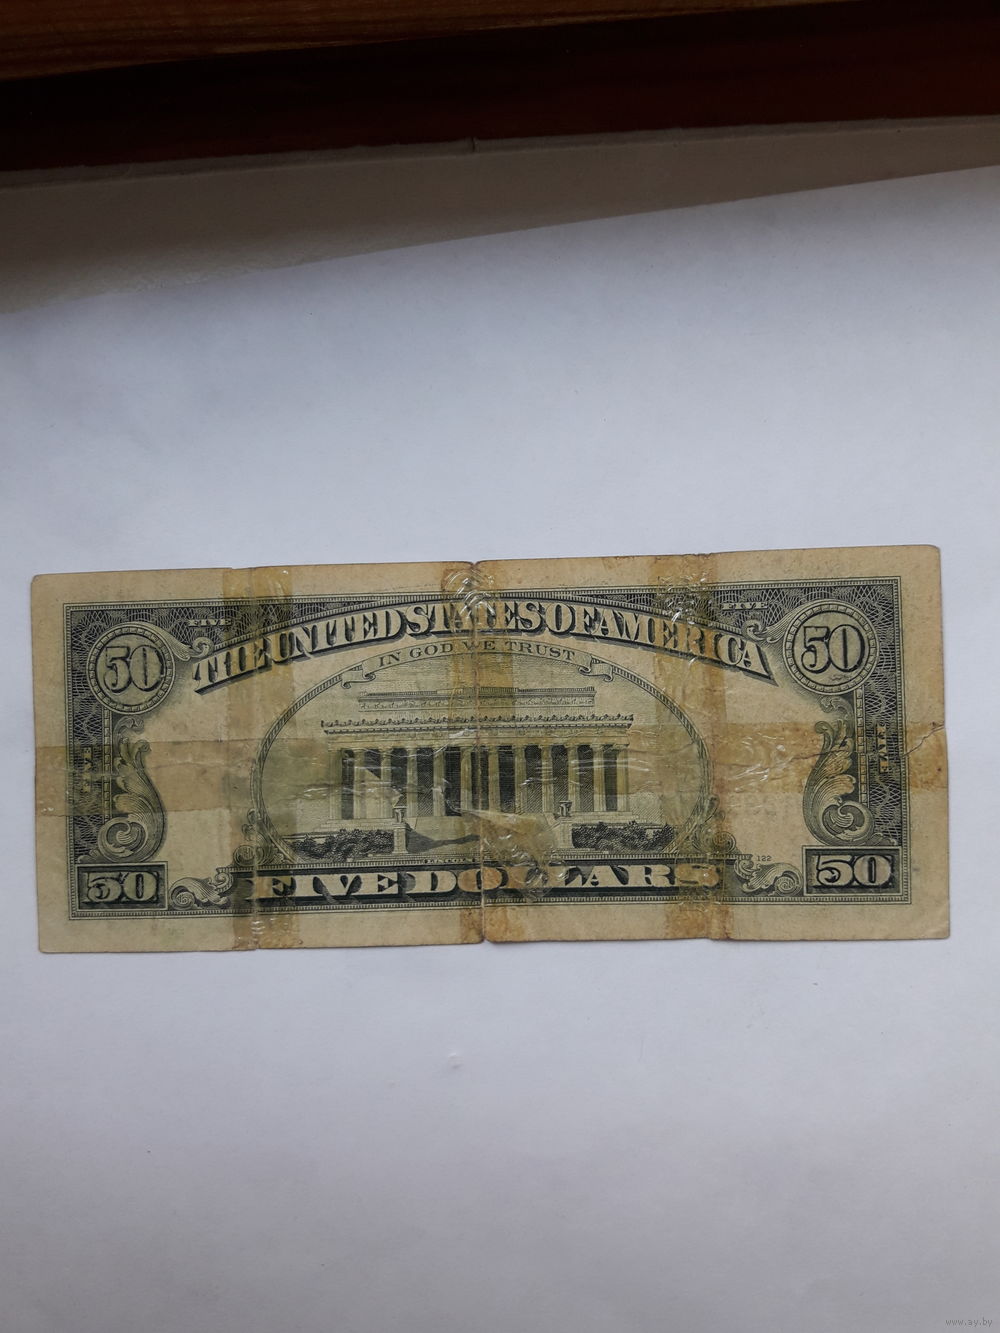 FIVE FIVE
50 THE UNITED STATES OF AMERICA 50
IN GOD WE TRUST
FIVE FIVE
122
50 FIVE DOLLARS 50
www.ay.by